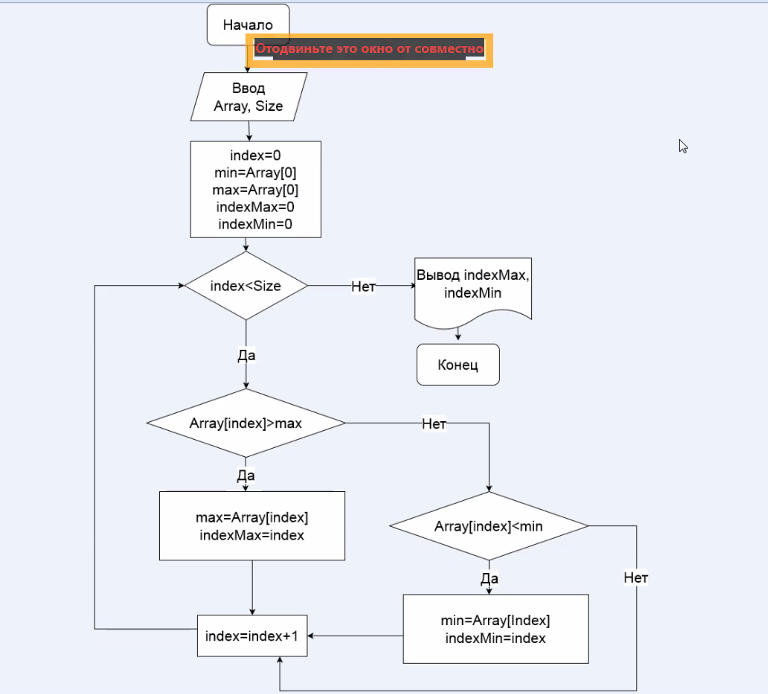 Начало
Отодвиньте это окно от совместно
Ввод
Array, Size
index=0
min=Array[0]
max=Array[0]
indexMax=0
indexMin=0
index<Size
Нет
Вывод indexMax,
indexMin
Да
Конец
Array[index]>max
Нет
Да
max=Array[index]
indexMax=index
Array[index]<min
Да
Нет
min=Array[Index]
indexMin=index
index=index+1